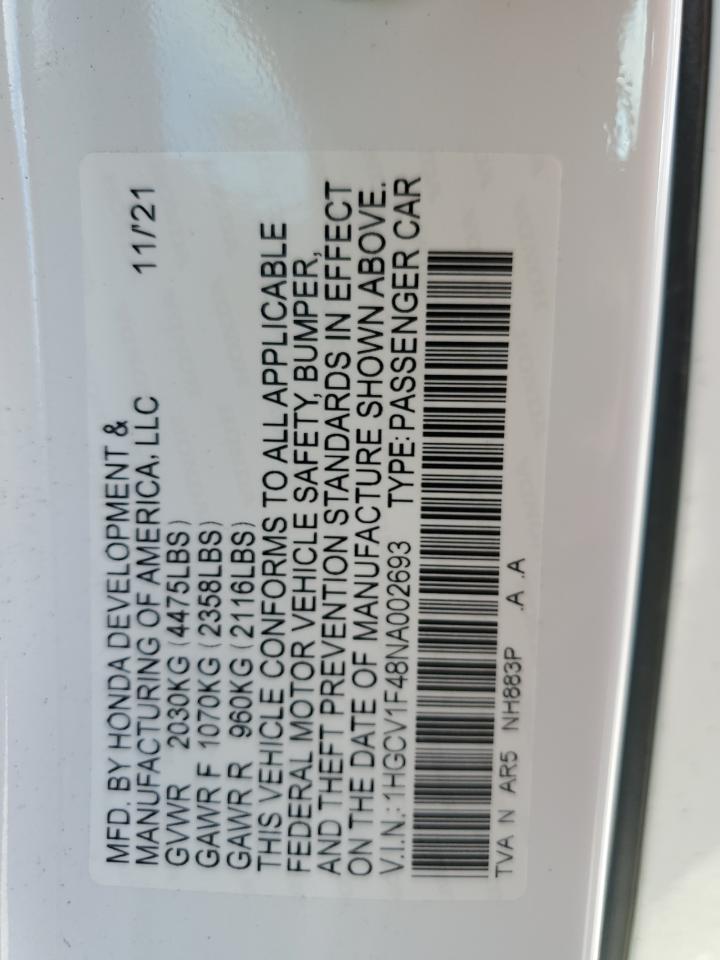 MFD. BY HONDA DEVELOPMENT & 11/'21
MANUFACTURING OF AMERICA, LLC
GVWR 2030KG (4475LBS)
GAWR F 1070KG (2358LBS)
GAWR R 960KG (2116LBS)
THIS VEHICLE CONFORMS TO ALL APPLICABLE
FEDERAL MOTOR VEHICLE SAFETY, BUMPER,
AND THEFT PREVENTION STANDARDS IN EFFECT
ON THE DATE OF MANUFACTURE SHOWN ABOVE.
V.I.N.:1HGCV1F48NA002693 TYPE:PASSENGER CAR
TVA N AR5 NH883P .A .A